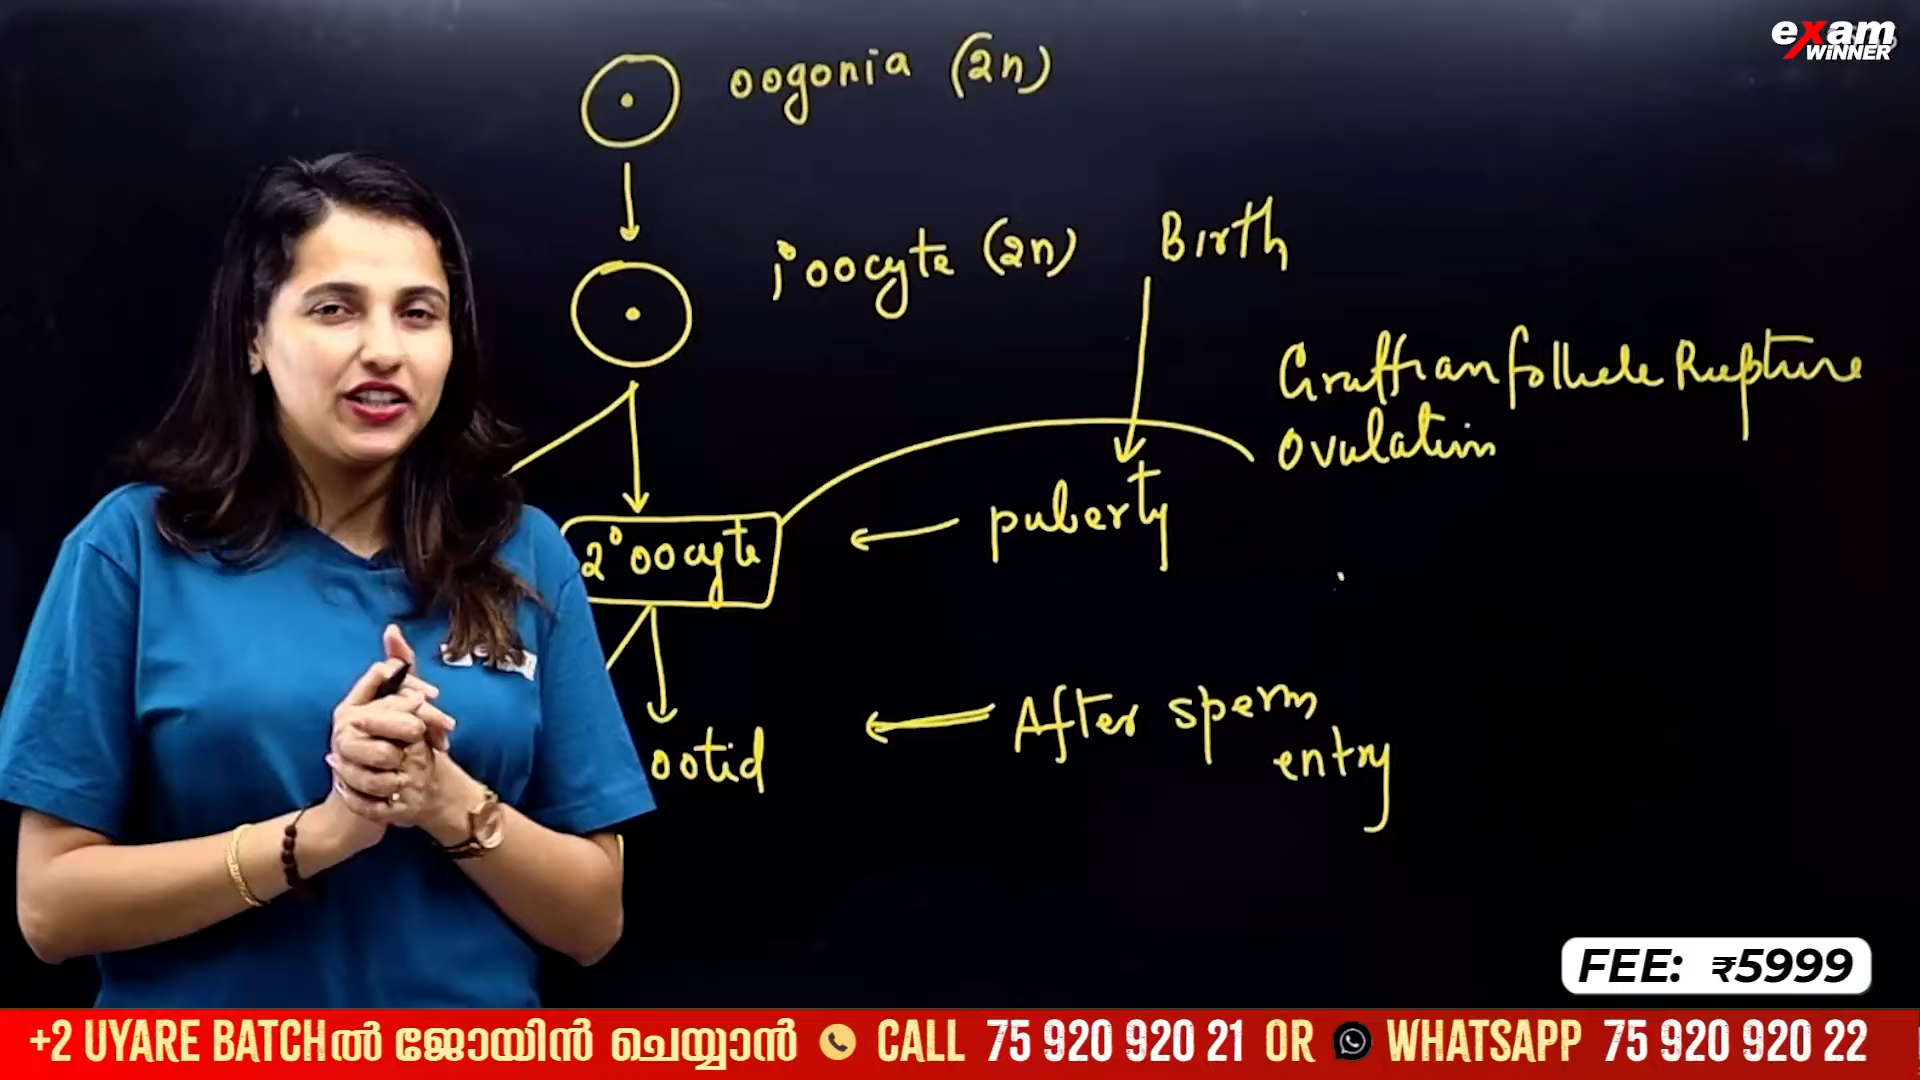 exam
WiNNER
oogonia (2n)
1° oocyte (2n)
Birth
Graffian follicle Rupture
ovulation
puberty
2° oocyte
After sperm
entry
ootid
FEE: ₹5999
+2 UYARE BATCHൽ ജോയിൻ ചെയ്യാൻ CALL 75 920 920 21 OR WHATSAPP 75 920 920 22